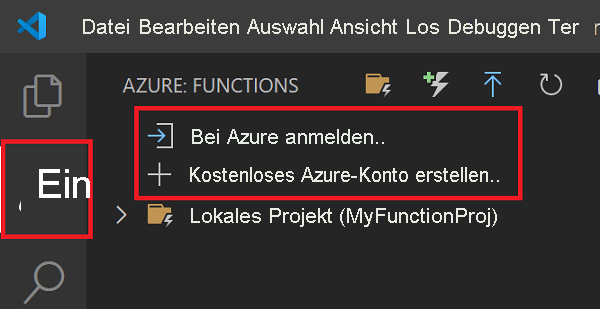 Datei Bearbeiten Auswahl Ansicht Los Debuggen Ter
AZURE: FUNCTIONS
Bei Azure anmelden..
Ein
Kostenloses Azure-Konto erstellen..
Lokales Projekt (MyFunctionProj)